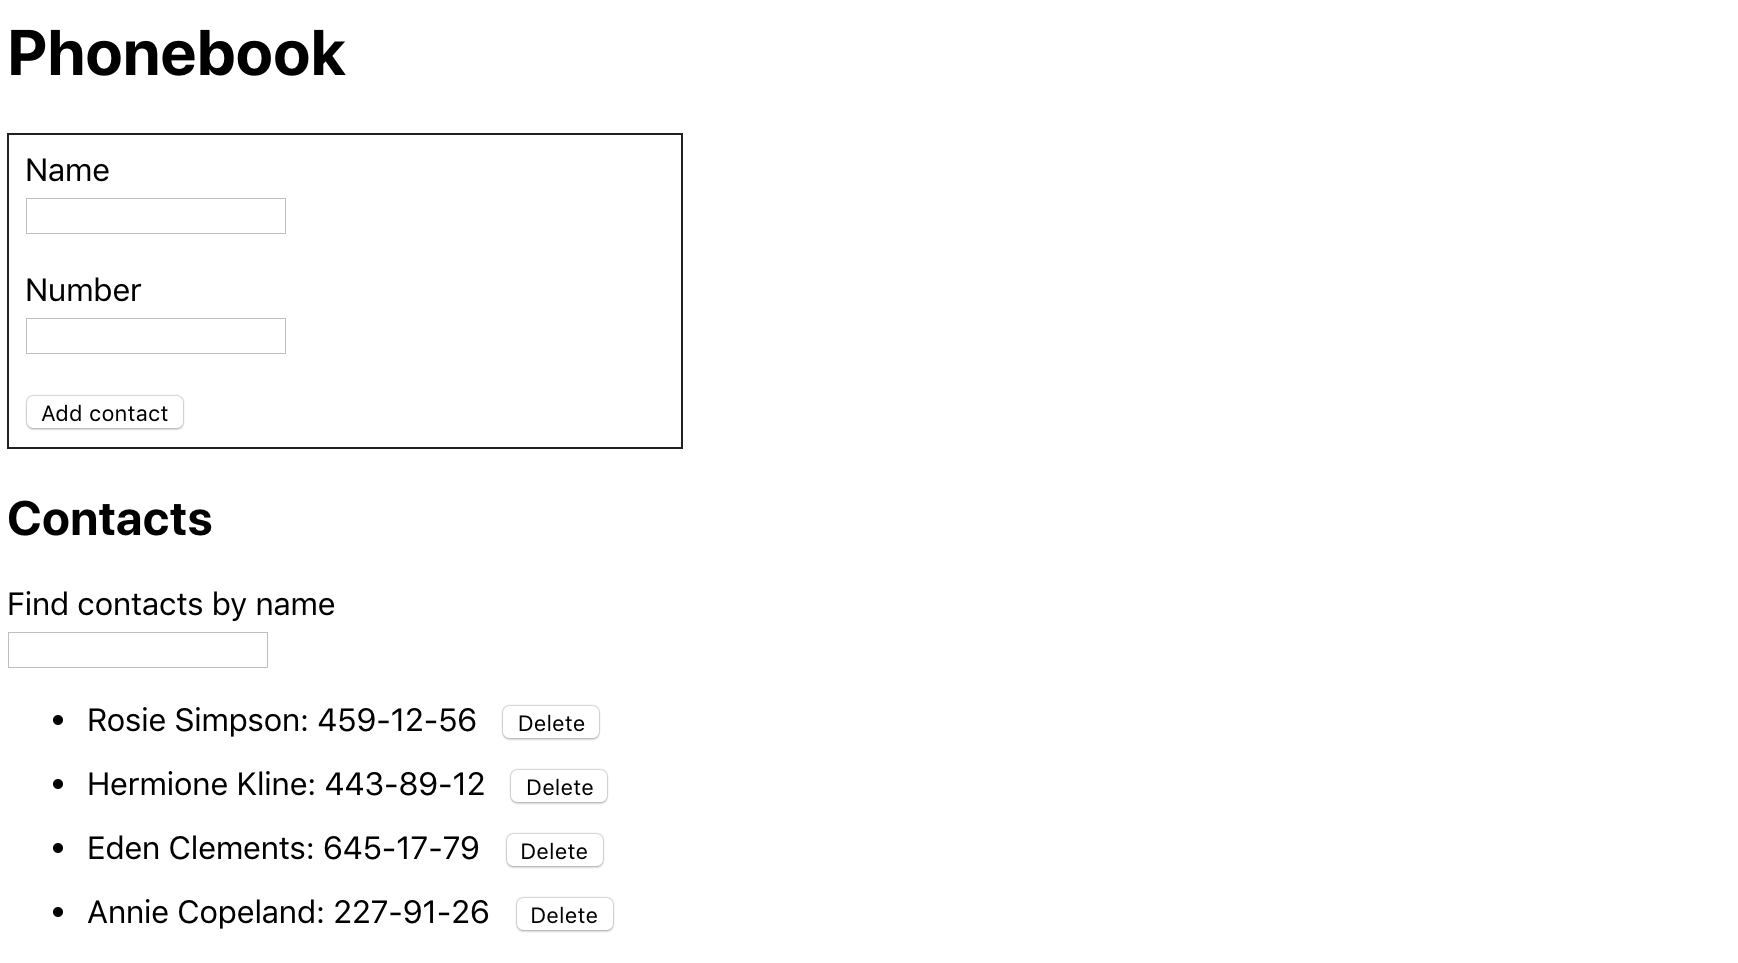 Phonebook
Name
Number
Add contact
Contacts
Find contacts by name
Rosie Simpson: 459-12-56 Delete
Hermione Kline: 443-89-12 Delete
Eden Clements: 645-17-79 Delete
Annie Copeland: 227-91-26 Delete